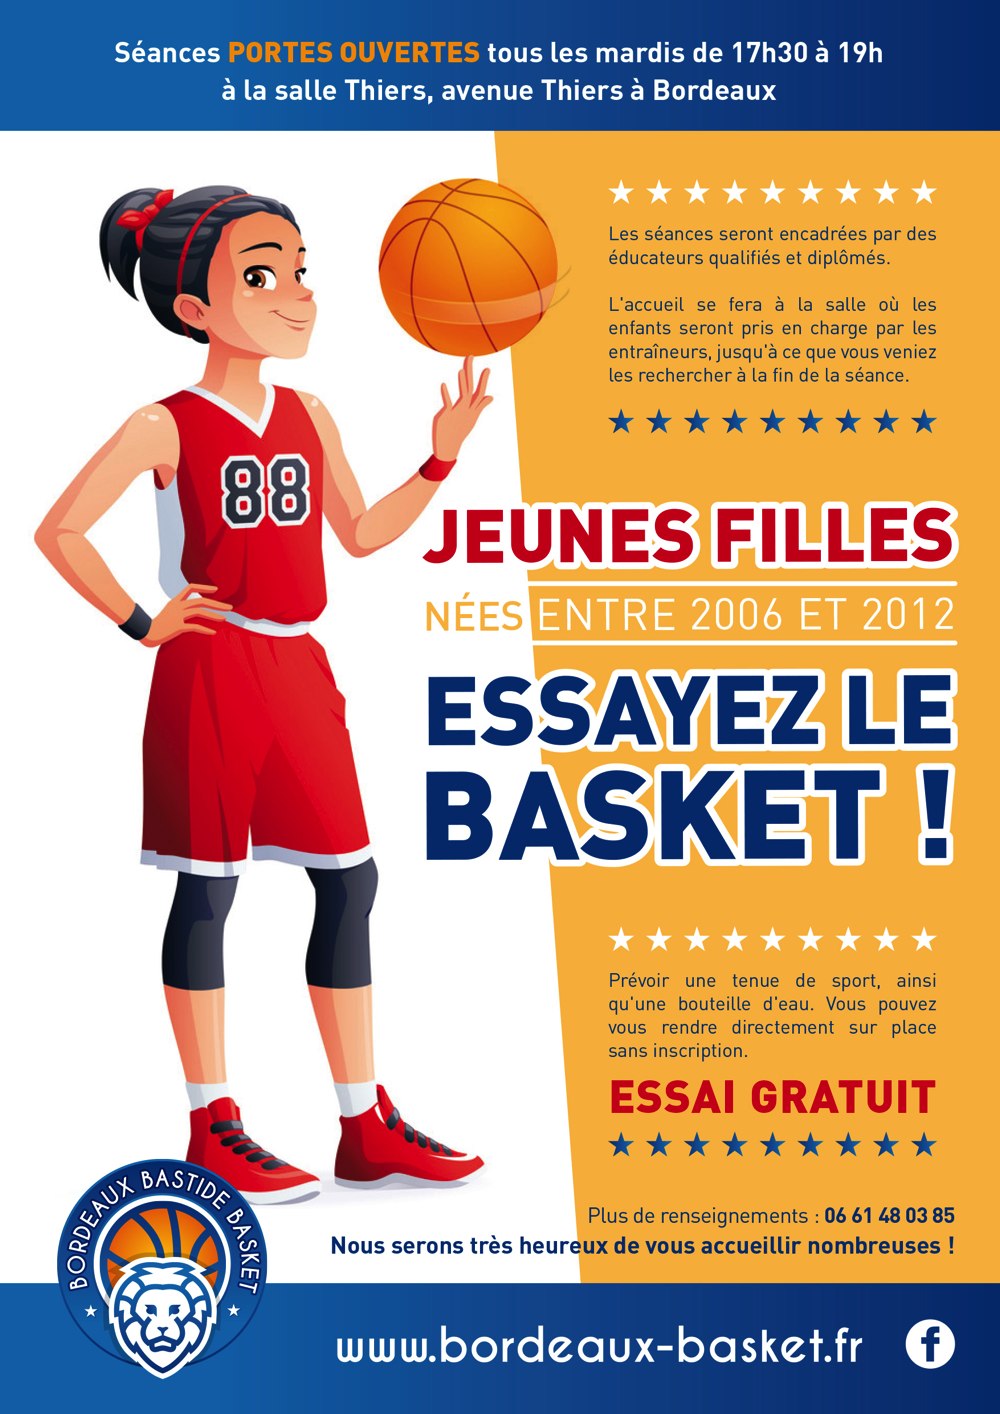 Séances PORTES OUVERTES tous les mardis de 17h30 à 19h
à la salle Thiers, avenue Thiers à Bordeaux
Les séances seront encadrées par des
éducateurs qualifiés et diplômés.
L'accueil se fera à la salle où les
enfants seront pris en charge par les
entraîneurs, jusqu'à ce que vous veniez
les rechercher à la fin de la séance.
88
JEUNES FILLES
NÉES ENTRE 2006 ET 2012
ESSAYEZ LE
BASKET !
Prévoir une tenue de sport, ainsi
qu'une bouteille d'eau. Vous pouvez
vous rendre directement sur place
sans inscription.
ESSAI GRATUIT
Plus de renseignements : 06 61 48 03 85
Nous serons très heureux de vous accueillir nombreuses !
BORDEAUX BASTIDE BASKET
www.bordeaux-basket.fr
f